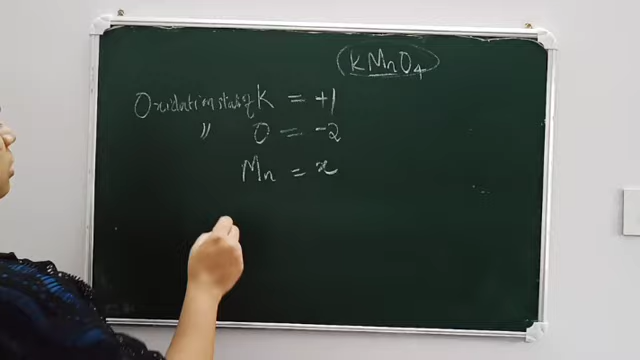 KMnO4
Oxidation state of K = +1
" O = -2
Mn = x